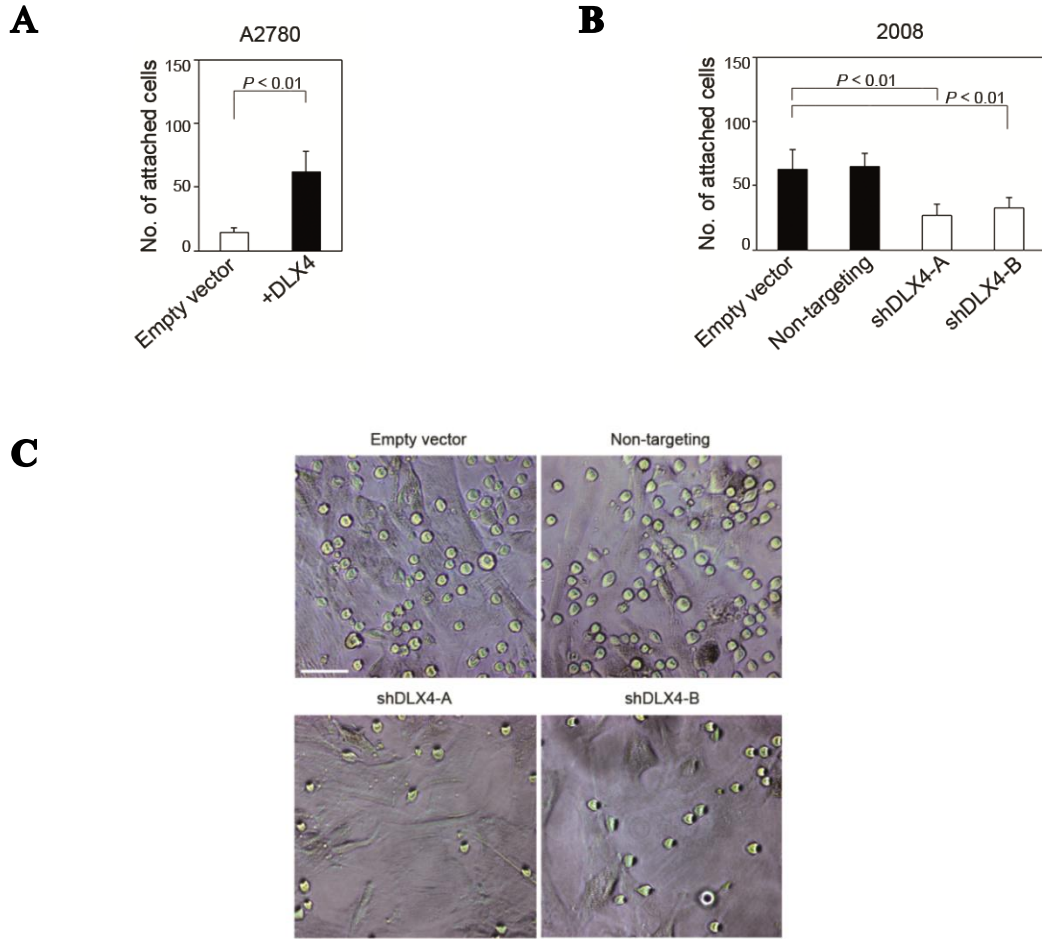 A
A2780
No. of attached cells
150
100
50
0
P < 0.01
Empty vector
+DLX4
B
2008
No. of attached cells
150
100
50
0
P < 0.01
P < 0.01
Empty vector
Non-targeting
shDLX4-A
shDLX4-B
C
Empty vector
Non-targeting
shDLX4-A
shDLX4-B